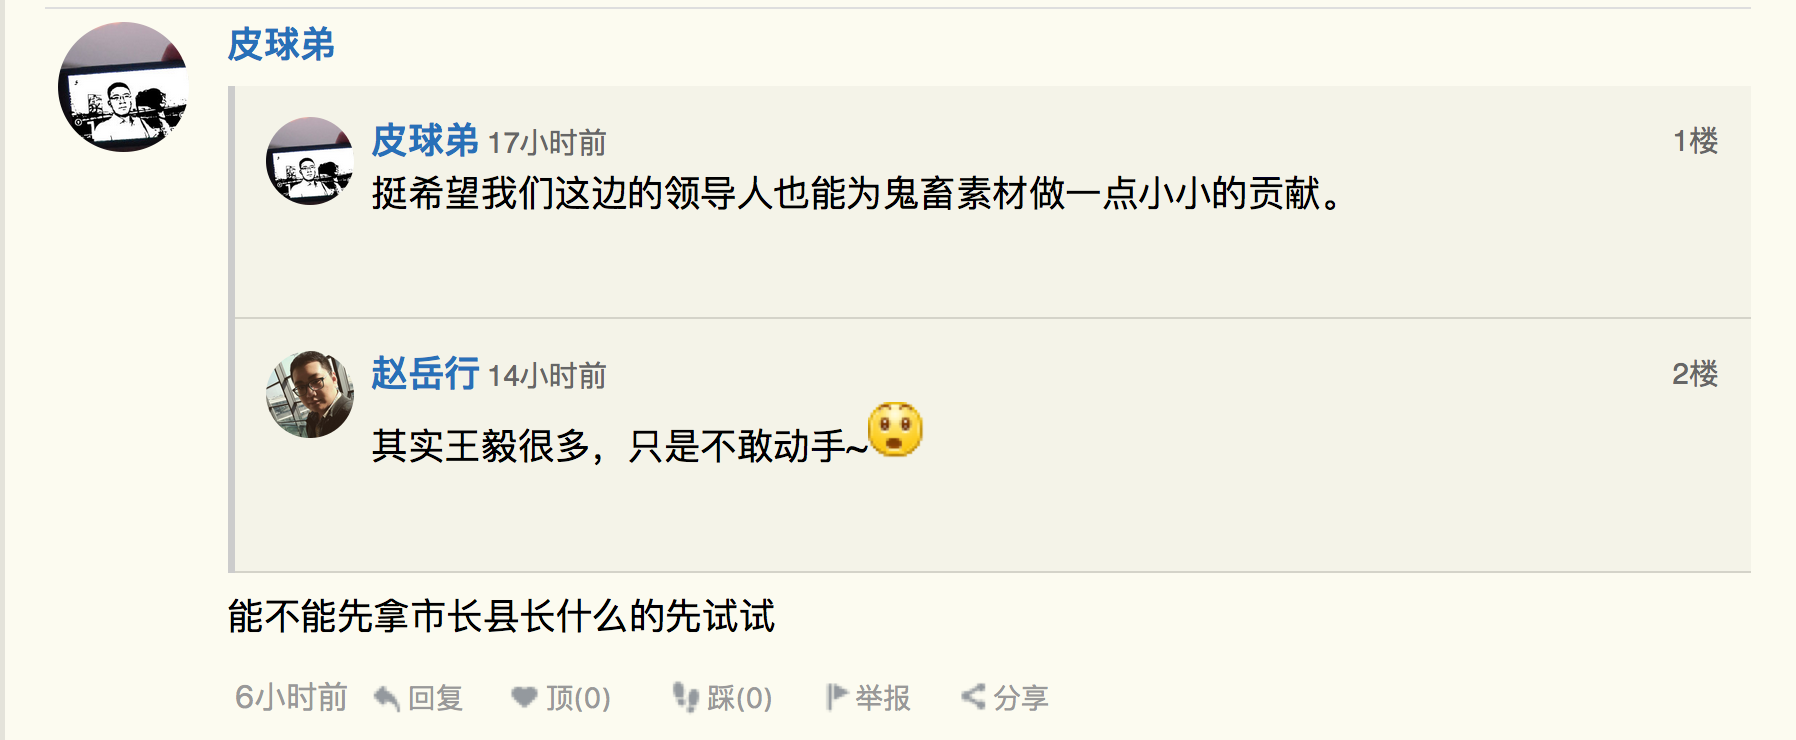 皮球弟
皮球弟 17小时前 1楼
挺希望我们这边的领导人也能为鬼畜素材做一点小小的贡献。
赵岳行 14小时前 2楼
其实王毅很多，只是不敢动手~
能不能先拿市长县长什么的先试试
6小时前 回复 顶(0) 踩(0) 举报 分享